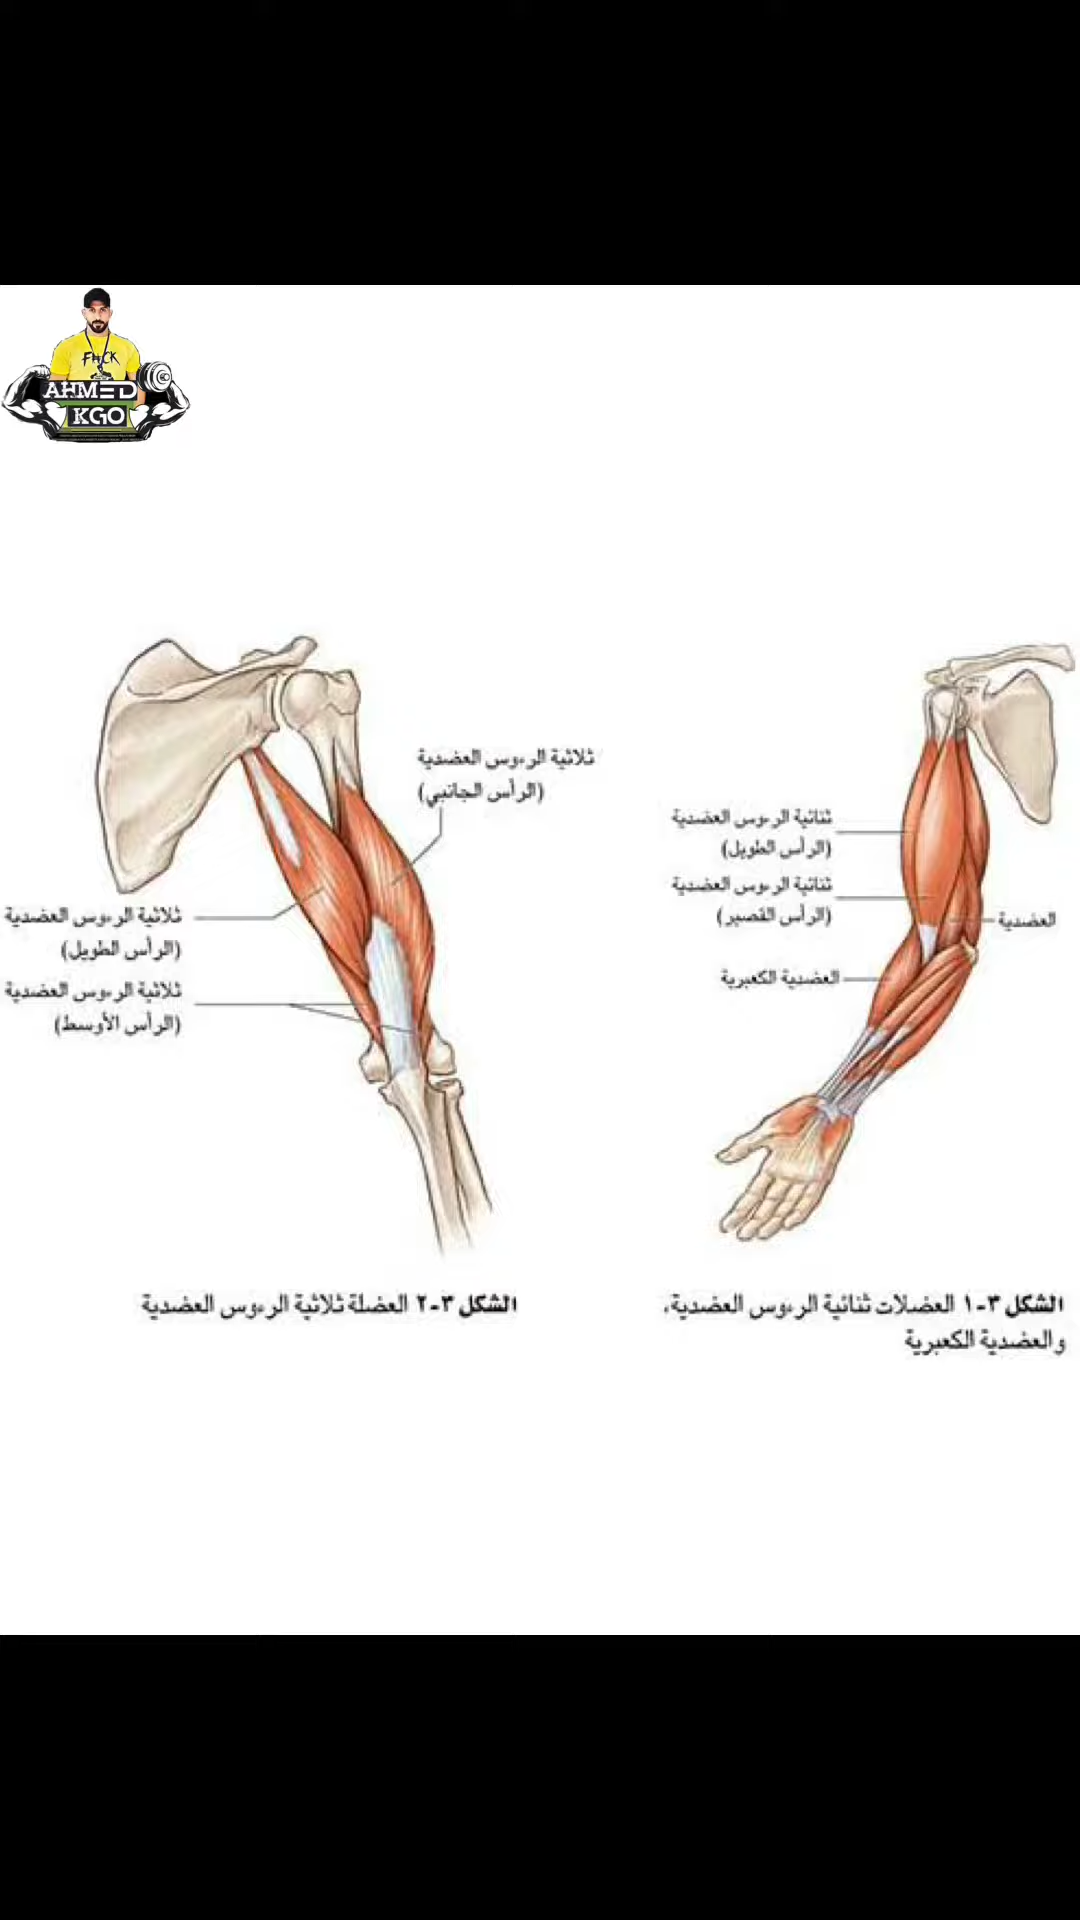 F*CK
AHMED
KGO
ثلاثية الرءوس العضدية
(الرأس الجانبي)
ثلاثية الرءوس العضدية
(الرأس الطويل)
ثلاثية الرءوس العضدية
(الرأس الأوسط)
الشكل ٣-٢ العضلة ثلاثية الرءوس العضدية
ثنائية الرءوس العضدية
(الرأس الطويل)
ثنائية الرءوس العضدية
(الرأس القصير)
العضدية
العضدية الكعبرية
الشكل ٣-١ العضلات ثنائية الرءوس العضدية،
والعضدية الكعبرية